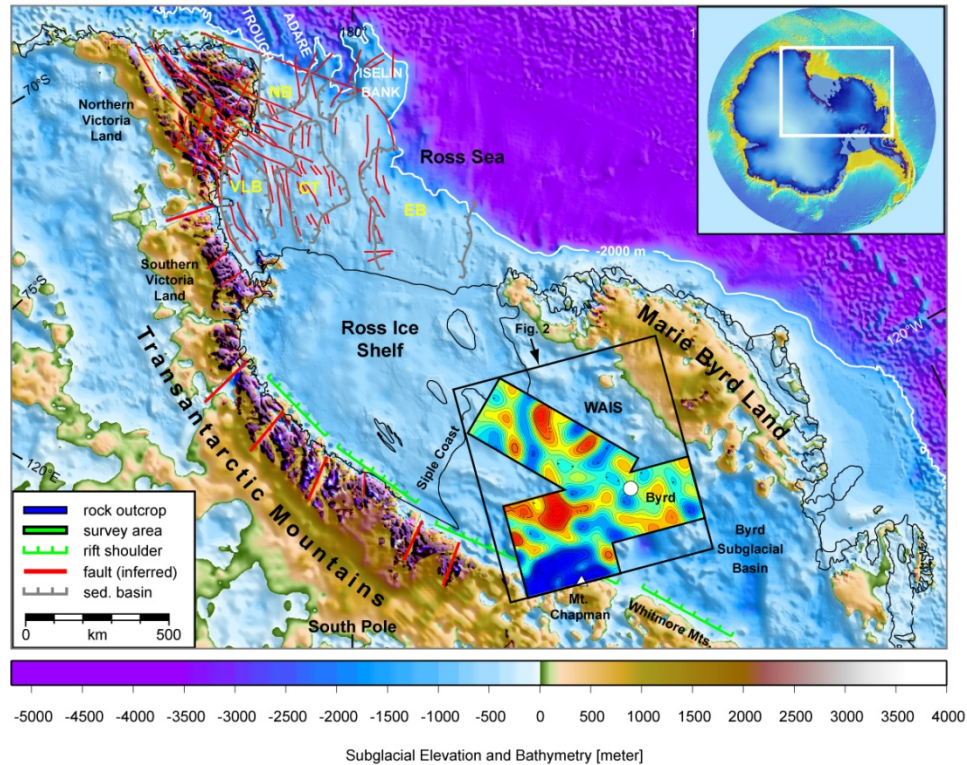 TROUGH
ADARE
180°
ISELIN
BANK
70°S
NB
Northern
Victoria
Land
Ross Sea
VLB
CT
EB
-2000 m
75°S
Southern
Victoria
Land
Ross Ice
Shelf
Fig. 2
Marie Byrd Land
120°W
Transantarctic Mountains
WAIS
Siple Coast
120°E
Byrd
Byrd
Subglacial
Basin
Mt.
Chapman
Whitmore Mts.
South Pole
rock outcrop
survey area
rift shoulder
fault (inferred)
sed. basin
0 km 500
-5000 -4500 -4000 -3500 -3000 -2500 -2000 -1500 -1000 -500 0 500 1000 1500 2000 2500 3000 3500 4000
Subglacial Elevation and Bathymetry [meter]